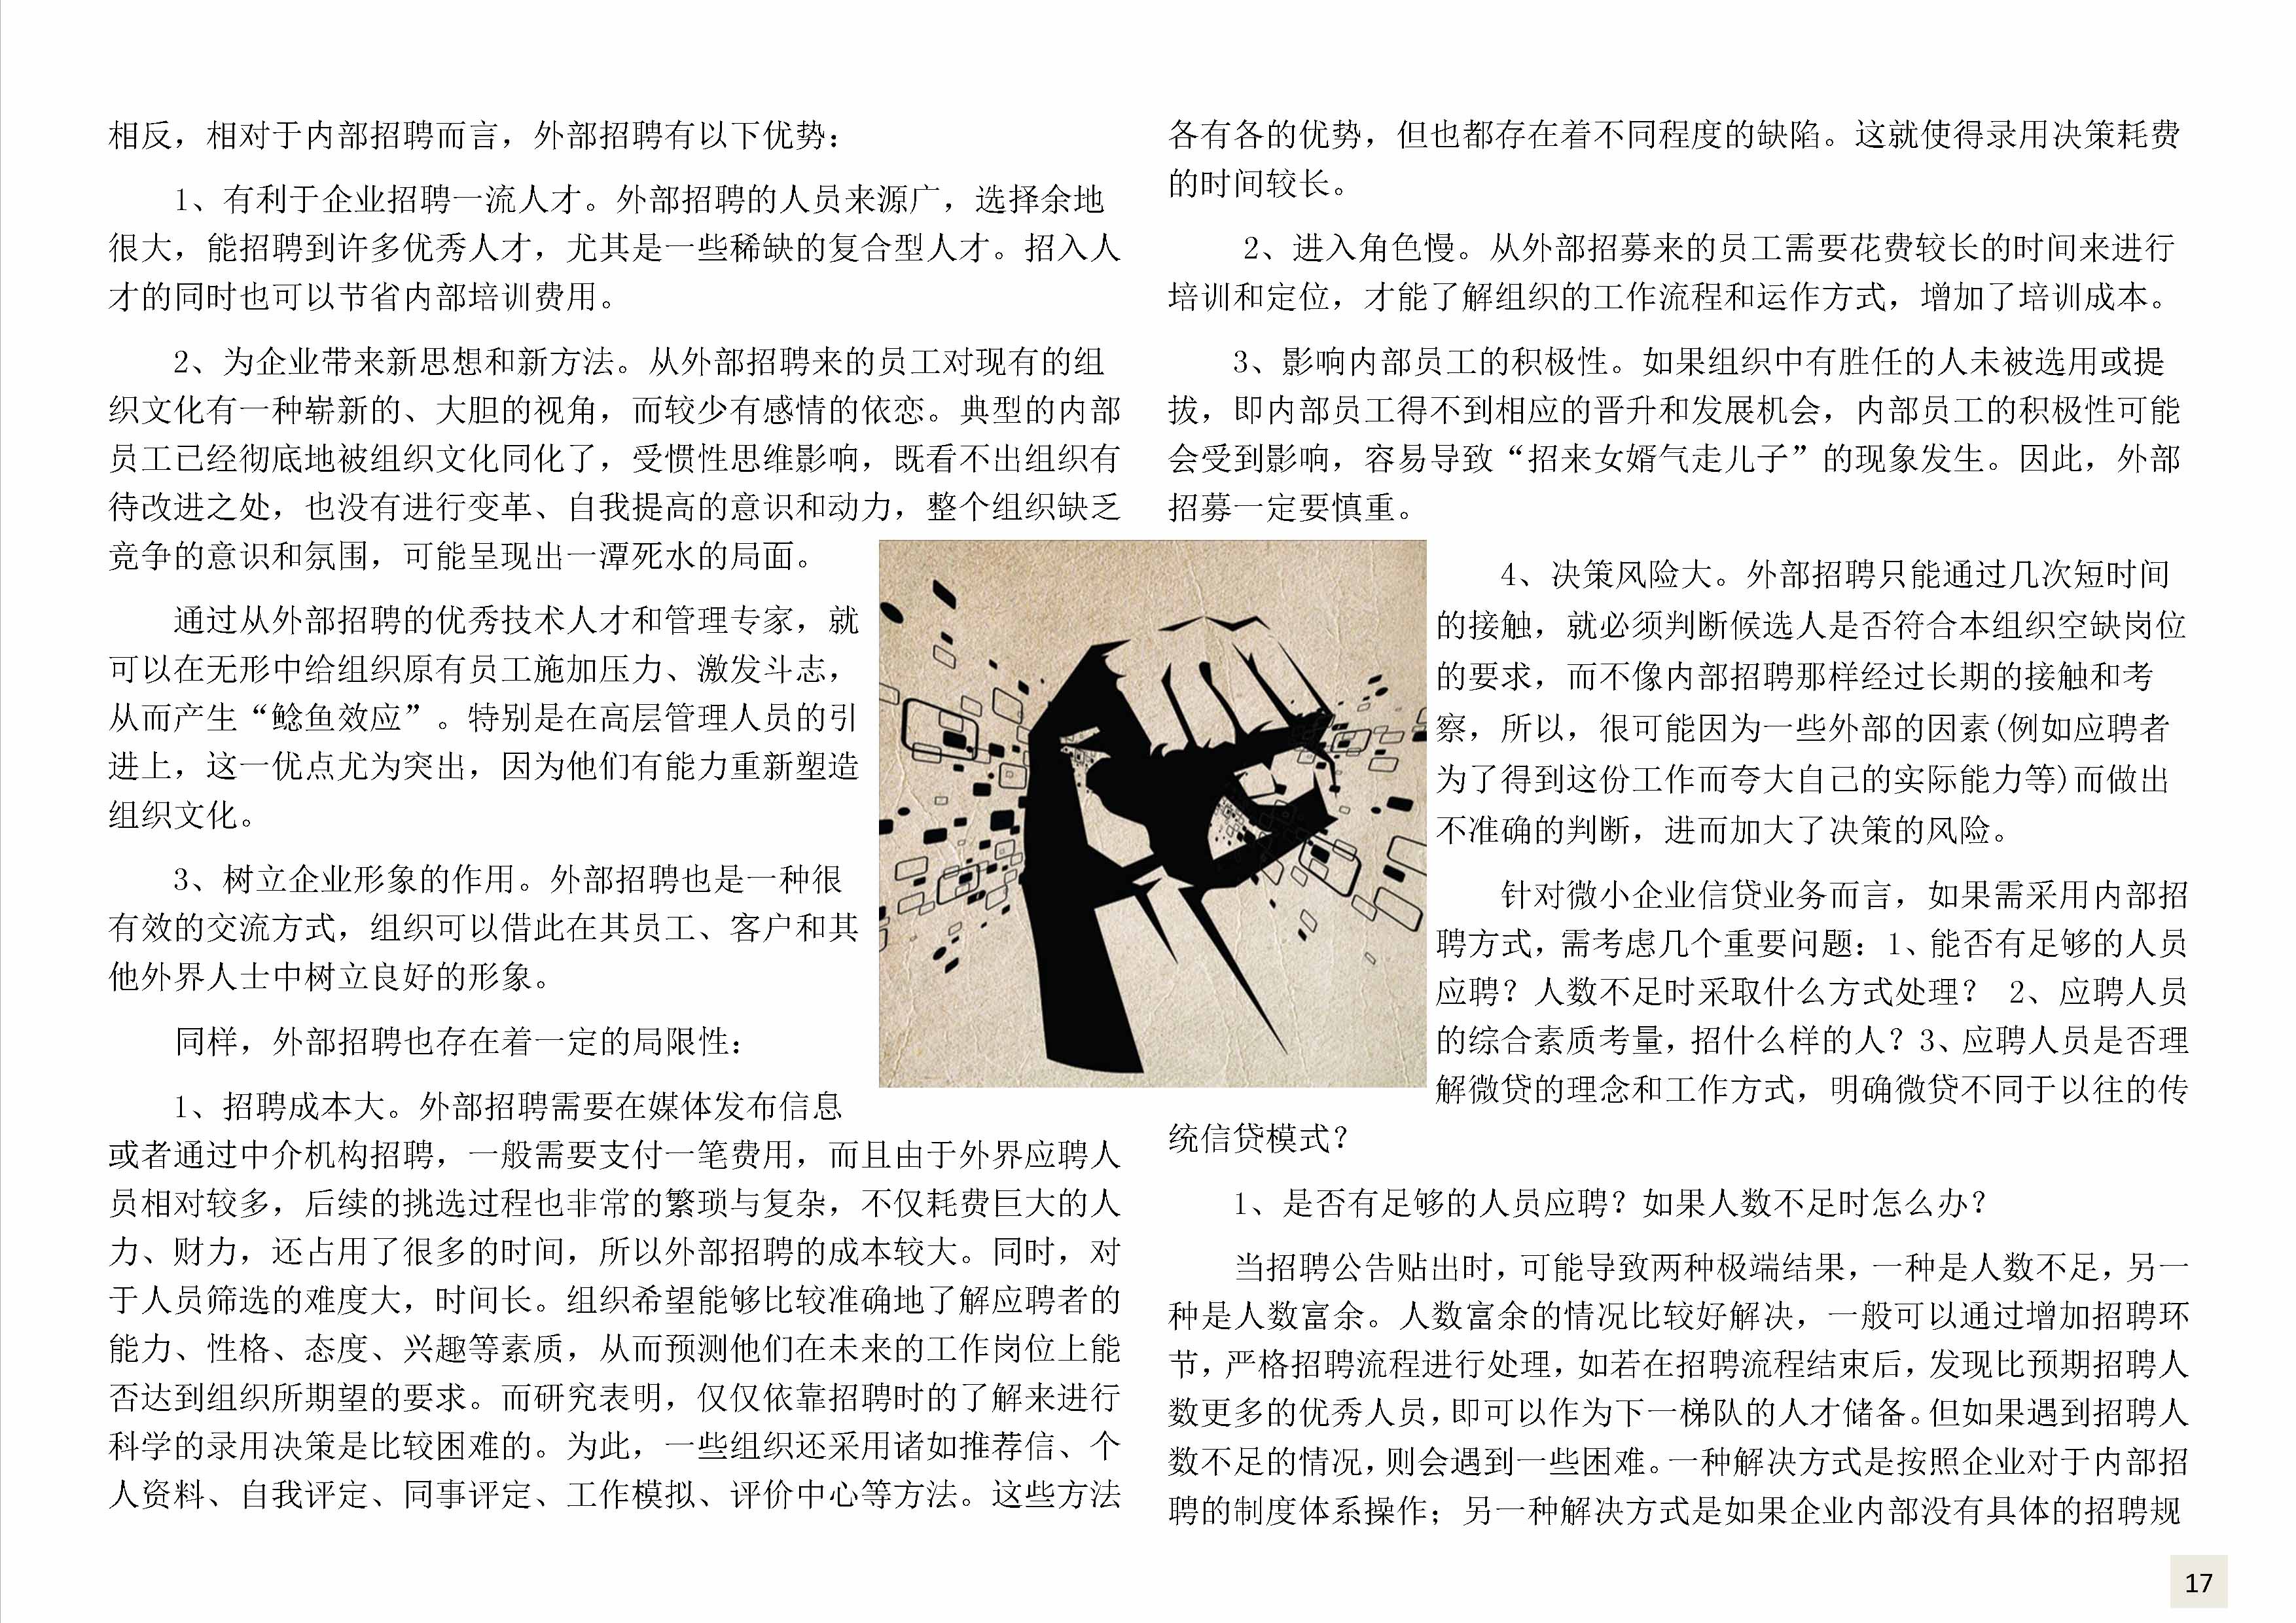 相反，相对于内部招聘而言，外部招聘有以下优势：
1、有利于企业招聘一流人才。外部招聘的人员来源广，选择余地
很大，能招聘到许多优秀人才，尤其是一些稀缺的复合型人才。招入人
才的同时也可以节省内部培训费用。
2、为企业带来新思想和新方法。从外部招聘来的员工对现有的组
织文化有一种崭新的、大胆的视角，而较少有感情的依恋。典型的内部
员工已经彻底地被组织文化同化了，受惯性思维影响，既看不出组织有
待改进之处，也没有进行变革、自我提高的意识和动力，整个组织缺乏
竞争的意识和氛围，可能呈现出一潭死水的局面。
通过从外部招聘的优秀技术人才和管理专家，就
可以在无形中给组织原有员工施加压力、激发斗志，
从而产生“鲶鱼效应”。特别是在高层管理人员的引
进上，这一优点尤为突出，因为他们有能力重新塑造
组织文化。
3、树立企业形象的作用。外部招聘也是一种很
有效的交流方式，组织可以借此在其员工、客户和其
他外界人士中树立良好的形象。
同样，外部招聘也存在着一定的局限性：
1、招聘成本大。外部招聘需要在媒体发布信息
或者通过中介机构招聘，一般需要支付一笔费用，而且由于外界应聘人
员相对较多，后续的挑选过程也非常的繁琐与复杂，不仅耗费巨大的人
力、财力，还占用了很多的时间，所以外部招聘的成本较大。同时，对
于人员筛选的难度大，时间长。组织希望能够比较准确地了解应聘者的
能力、性格、态度、兴趣等素质，从而预测他们在未来的工作岗位上能
否达到组织所期望的要求。而研究表明，仅仅依靠招聘时的了解来进行
科学的录用决策是比较困难的。为此，一些组织还采用诸如推荐信、个
人资料、自我评定、同事评定、工作模拟、评价中心等方法。这些方法
各有各的优势，但也都存在着不同程度的缺陷。这就使得录用决策耗费
的时间较长。
2、进入角色慢。从外部招募来的员工需要花费较长的时间来进行
培训和定位，才能了解组织的工作流程和运作方式，增加了培训成本。
3、影响内部员工的积极性。如果组织中有胜任的人未被选用或提
拔，即内部员工得不到相应的晋升和发展机会，内部员工的积极性可能
会受到影响，容易导致“招来女婿气走儿子”的现象发生。因此，外部
招募一定要慎重。
4、决策风险大。外部招聘只能通过几次短时间
的接触，就必须判断候选人是否符合本组织空缺岗位
的要求，而不像内部招聘那样经过长期的接触和考
察，所以，很可能因为一些外部的因素(例如应聘者
为了得到这份工作而夸大自己的实际能力等)而做出
不准确的判断，进而加大了决策的风险。
针对微小企业信贷业务而言，如果需采用内部招
聘方式，需考虑几个重要问题：1、能否有足够的人员
应聘？人数不足时采取什么方式处理？ 2、应聘人员
的综合素质考量，招什么样的人？3、应聘人员是否理
解微贷的理念和工作方式，明确微贷不同于以往的传
统信贷模式？
1、是否有足够的人员应聘？如果人数不足时怎么办？
当招聘公告贴出时，可能导致两种极端结果，一种是人数不足，另一
种是人数富余。人数富余的情况比较好解决，一般可以通过增加招聘环
节，严格招聘流程进行处理，如若在招聘流程结束后，发现比预期招聘人
数更多的优秀人员，即可以作为下一梯队的人才储备。但如果遇到招聘人
数不足的情况，则会遇到一些困难。一种解决方式是按照企业对于内部招
聘的制度体系操作；另一种解决方式是如果企业内部没有具体的招聘规
17